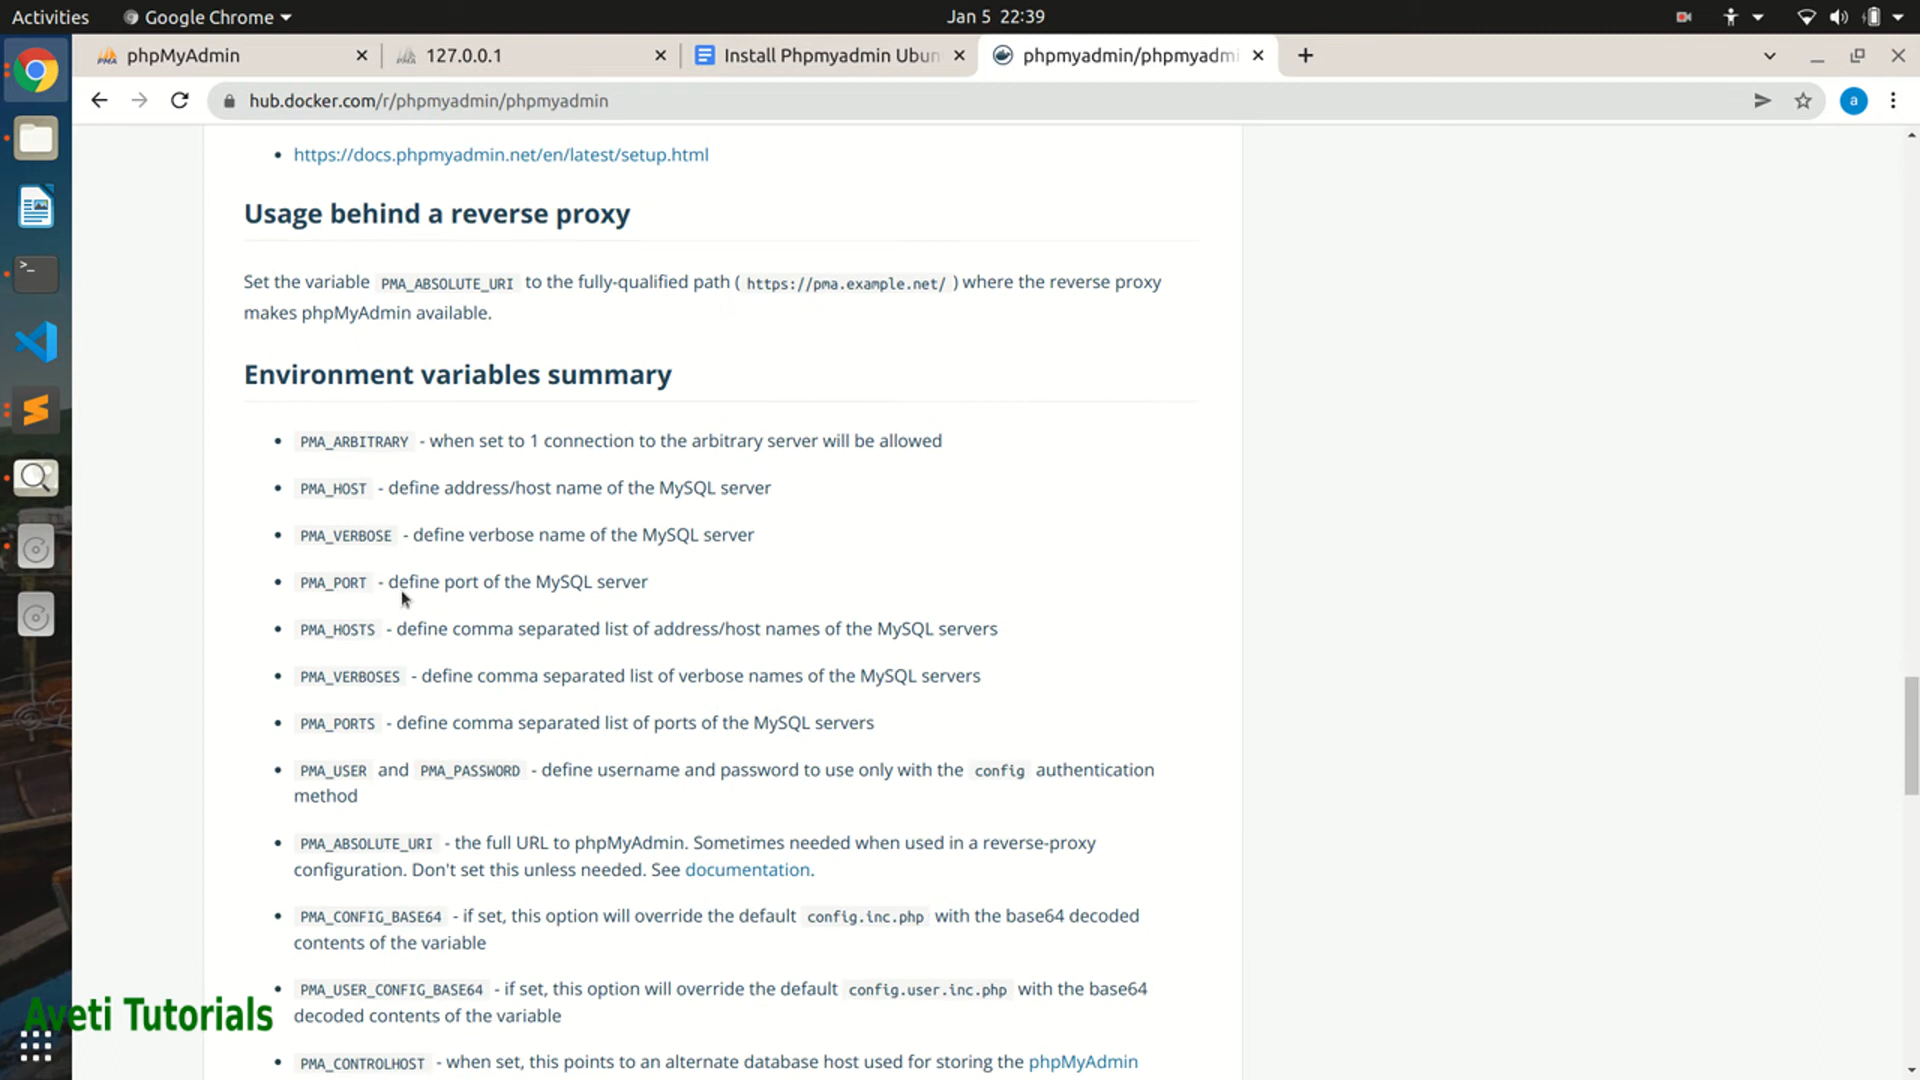 Activities
Google Chrome
Jan 5 22:39
phpMyAdmin
127.0.0.1
Install Phpmyadmin Ubun
phpmyadmin/phpmyadmi
hub.docker.com/r/phpmyadmin/phpmyadmin
a
• https://docs.phpmyadmin.net/en/latest/setup.html
Usage behind a reverse proxy
Set the variable PMA_ABSOLUTE_URI to the fully-qualified path ( https://pma.example.net/ ) where the reverse proxy
makes phpMyAdmin available.
Environment variables summary
• PMA_ARBITRARY - when set to 1 connection to the arbitrary server will be allowed
• PMA_HOST - define address/host name of the MySQL server
• PMA_VERBOSE - define verbose name of the MySQL server
• PMA_PORT - define port of the MySQL server
• PMA_HOSTS - define comma separated list of address/host names of the MySQL servers
• PMA_VERBOSES - define comma separated list of verbose names of the MySQL servers
• PMA_PORTS - define comma separated list of ports of the MySQL servers
• PMA_USER and PMA_PASSWORD - define username and password to use only with the config authentication
method
• PMA_ABSOLUTE_URI - the full URL to phpMyAdmin. Sometimes needed when used in a reverse-proxy
configuration. Don't set this unless needed. See documentation.
• PMA_CONFIG_BASE64 - if set, this option will override the default config.inc.php with the base64 decoded
contents of the variable
• PMA_USER_CONFIG_BASE64 - if set, this option will override the default config.user.inc.php with the base64
decoded contents of the variable
• PMA_CONTROLHOST - when set, this points to an alternate database host used for storing the phpMyAdmin
Aveti Tutorials